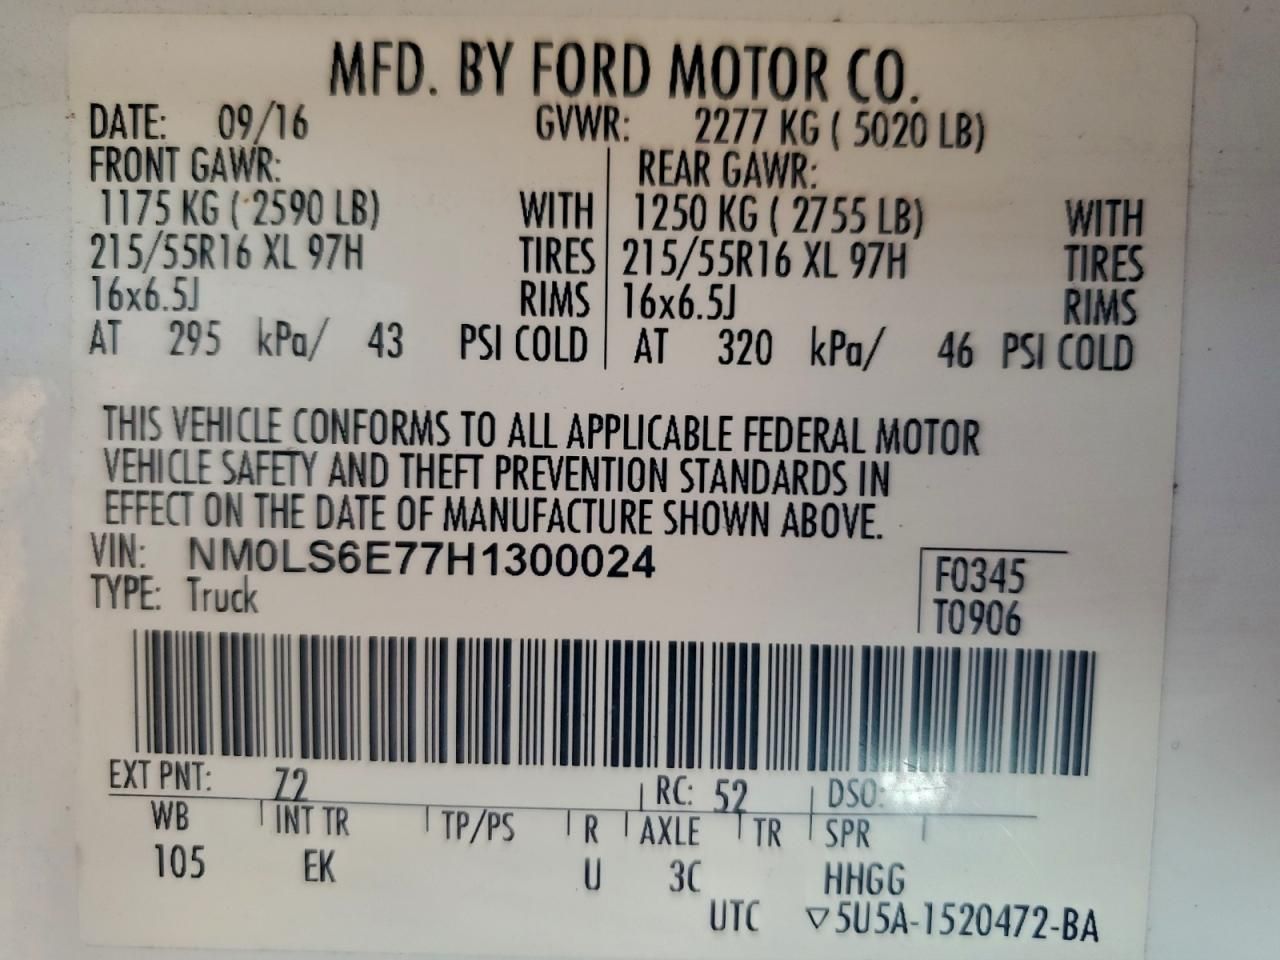 MFD. BY FORD MOTOR CO.
DATE: 09/16 GVWR: 2277 KG ( 5020 LB)
FRONT GAWR: REAR GAWR:
1175 KG ( 2590 LB) WITH 1250 KG ( 2755 LB) WITH
215/55R16 XL 97H TIRES 215/55R16 XL 97H TIRES
16x6.5J RIMS 16x6.5J RIMS
AT 295 kPa/ 43 PSI COLD AT 320 kPa/ 46 PSI COLD
THIS VEHICLE CONFORMS TO ALL APPLICABLE FEDERAL MOTOR
VEHICLE SAFETY AND THEFT PREVENTION STANDARDS IN
EFFECT ON THE DATE OF MANUFACTURE SHOWN ABOVE.
VIN: NM0LS6E77H1300024
F0345
TYPE: Truck T0906
EXT PNT: Z2 RC: 52 DSO:
WB INT TR TP/PS R AXLE TR SPR
105 EK U 3C HHGG
UTC ▽5U5A-1520472-BA